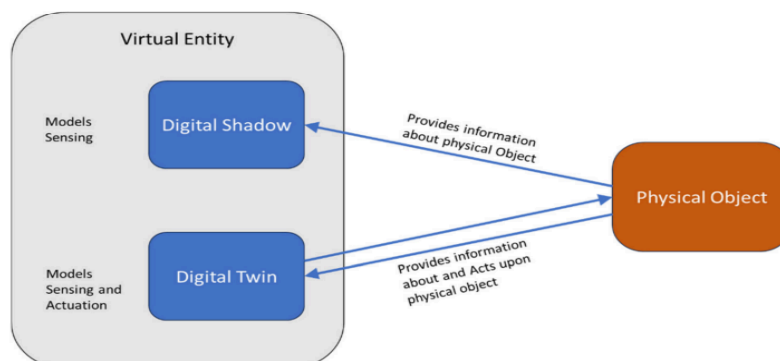 Virtual Entity
Models
Sensing
Digital Shadow
Provides information
about physical Object
Physical Object
Models
Sensing and
Actuation
Digital Twin
Provides information
about and Acts upon
physical object